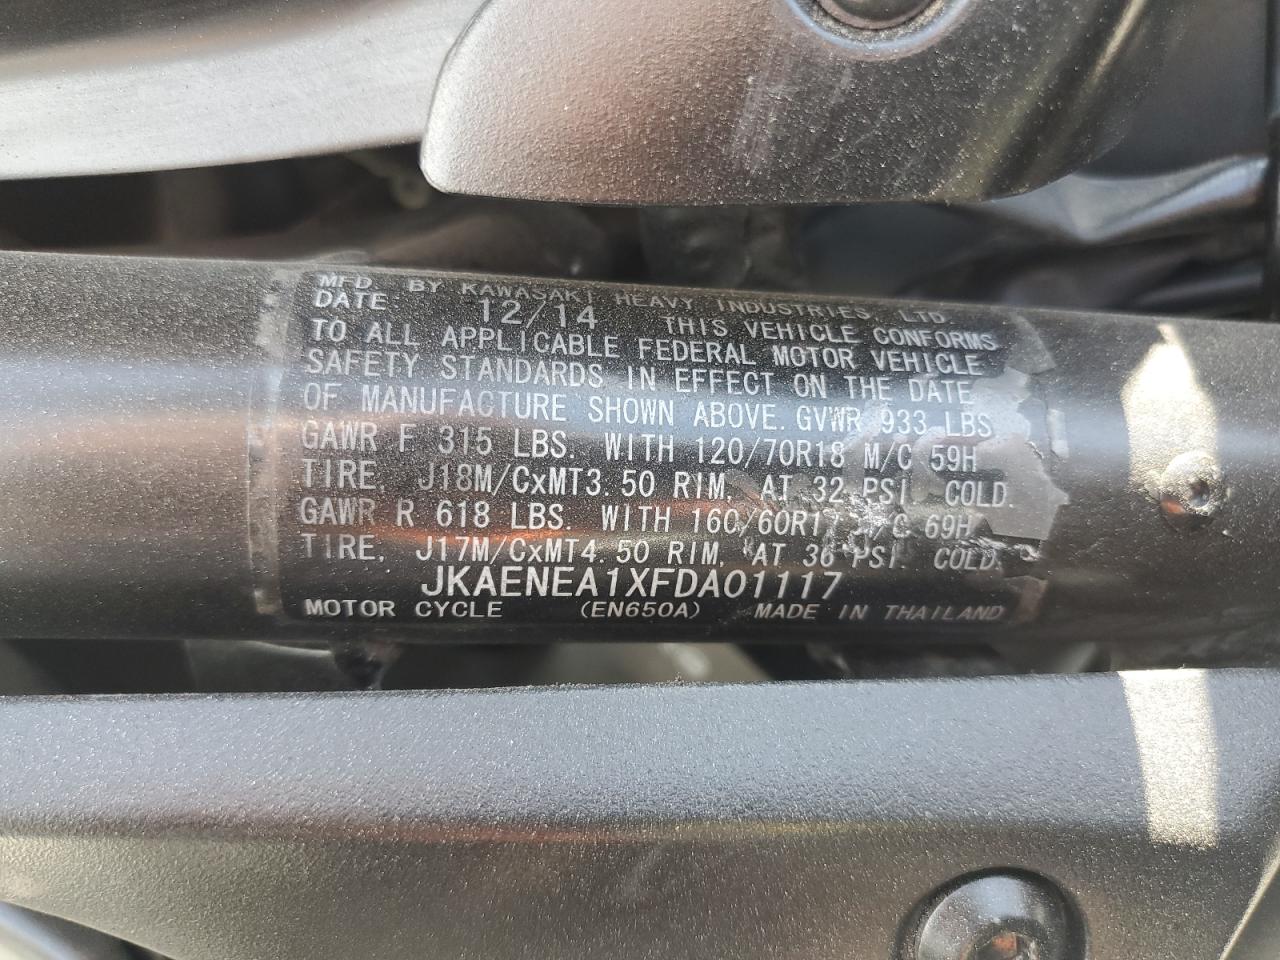 MFD. BY KAWASAKI HEAVY INDUSTRIES, LTD.
DATE: 12/14 THIS VEHICLE CONFORMS
TO ALL APPLICABLE FEDERAL MOTOR VEHICLE
SAFETY STANDARDS IN EFFECT ON THE DATE
OF MANUFACTURE SHOWN ABOVE. GVWR 933 LBS
GAWR F 315 LBS. WITH 120/70R18 M/C 59H
TIRE, J18M/CxMT3.50 RIM, AT 32 PSI COLD.
GAWR R 618 LBS. WITH 160/60R17 M/C 69H
TIRE, J17M/CxMT4.50 RIM, AT 36 PSI COLD.
JKAENEA1XFDA01117
MOTOR CYCLE (EN650A) MADE IN THAILAND